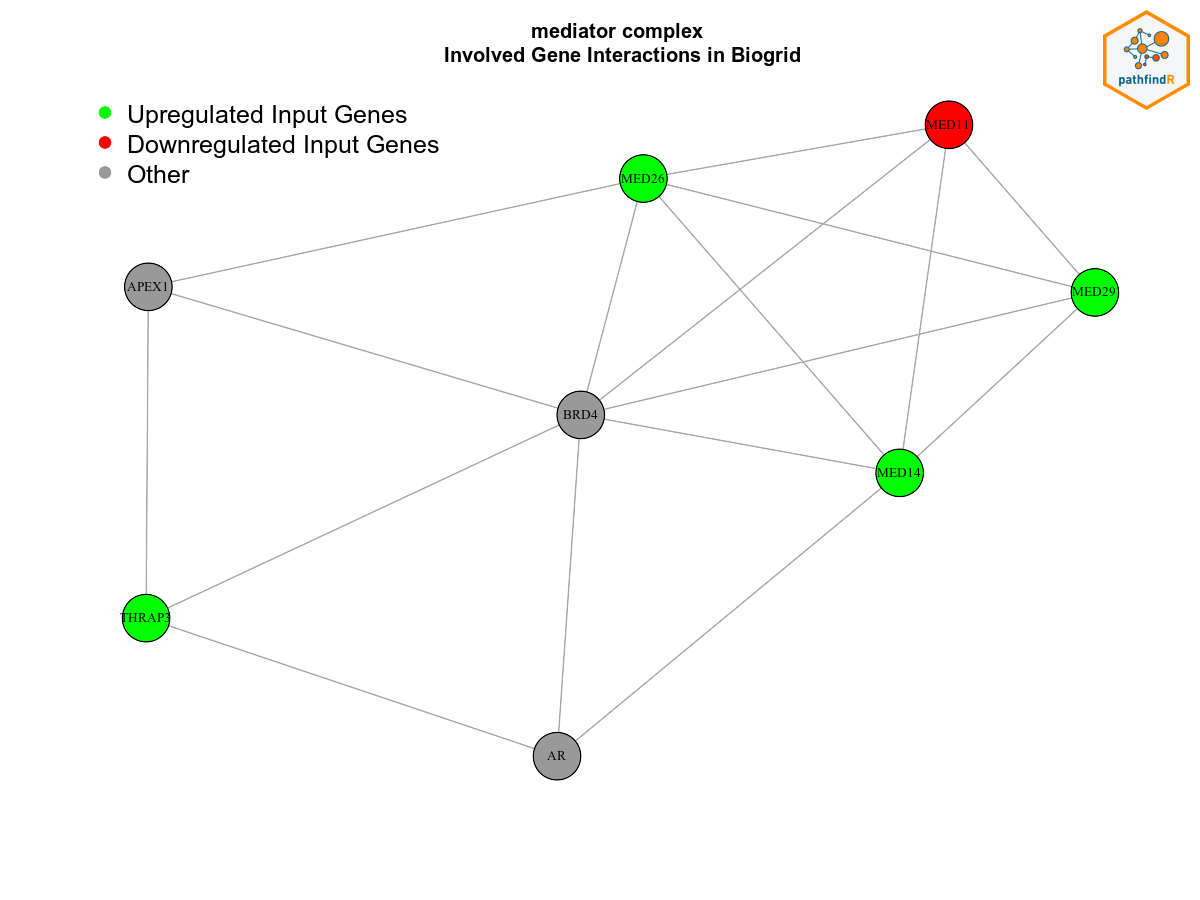 mediator complex
Involved Gene Interactions in Biogrid
pathfindR
Upregulated Input Genes
Downregulated Input Genes
Other
MED11
MED26
APEX1
MED29
BRD4
MED14
THRAP3
AR